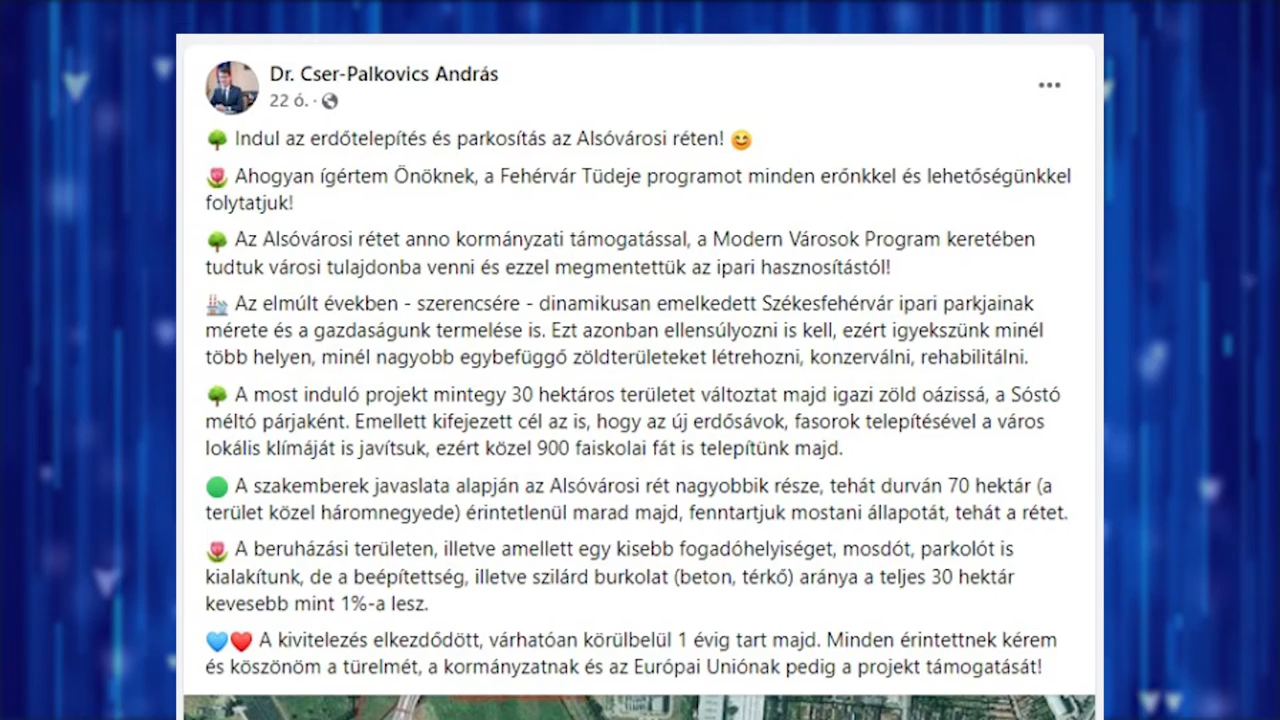 Dr. Cser-Palkovics András
22 ó. ·
🌳 Indul az erdőtelepítés és parkosítás az Alsóvárosi réten! 😊
🌷 Ahogyan ígértem Önöknek, a Fehérvár Tüdeje programot minden erőnkkel és lehetőségünkkel
folytatjuk!
🌳 Az Alsóvárosi rétet anno kormányzati támogatással, a Modern Városok Program keretében
tudtuk városi tulajdonba venni és ezzel megmentettük az ipari hasznosítástól!
🏭 Az elmúlt években - szerencsére - dinamikusan emelkedett Székesfehérvár ipari parkjainak
mérete és a gazdaságunk termelése is. Ezt azonban ellensúlyozni is kell, ezért igyekszünk minél
több helyen, minél nagyobb egybefüggő zöldterületeket létrehozni, konzerválni, rehabilitálni.
🌳 A most induló projekt mintegy 30 hektáros területet változtat majd igazi zöld oázissá, a Sóstó
méltó párjaként. Emellett kifejezett cél az is, hogy az új erdősávok, fasorok telepítésével a város
lokális klímáját is javítsuk, ezért közel 900 faiskolai fát is telepítünk majd.
🟢 A szakemberek javaslata alapján az Alsóvárosi rét nagyobbik része, tehát durván 70 hektár (a
terület közel háromnegyede) érintetlenül marad majd, fenntartjuk mostani állapotát, tehát a rétet.
🌷 A beruházási területen, illetve amellett egy kisebb fogadóhelyiséget, mosdót, parkolót is
kialakítunk, de a beépítettség, illetve szilárd burkolat (beton, térkő) aránya a teljes 30 hektár
kevesebb mint 1%-a lesz.
💙❤️ A kivitelezés elkezdődött, várhatóan körülbelül 1 évig tart majd. Minden érintettnek kérem
és köszönöm a türelmét, a kormányzatnak és az Európai Uniónak pedig a projekt támogatását!